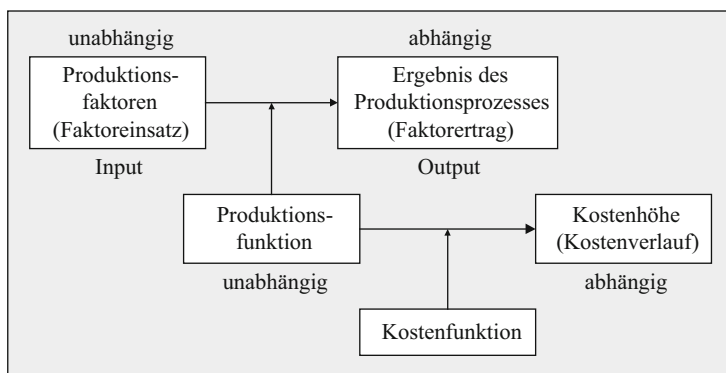 unabhängig
Produktions-
faktoren
(Faktoreinsatz)
Input
abhängig
Ergebnis des
Produktionsprozesses
(Faktorertrag)
Output
Produktions-
funktion
unabhängig
Kostenhöhe
(Kostenverlauf)
abhängig
Kostenfunktion